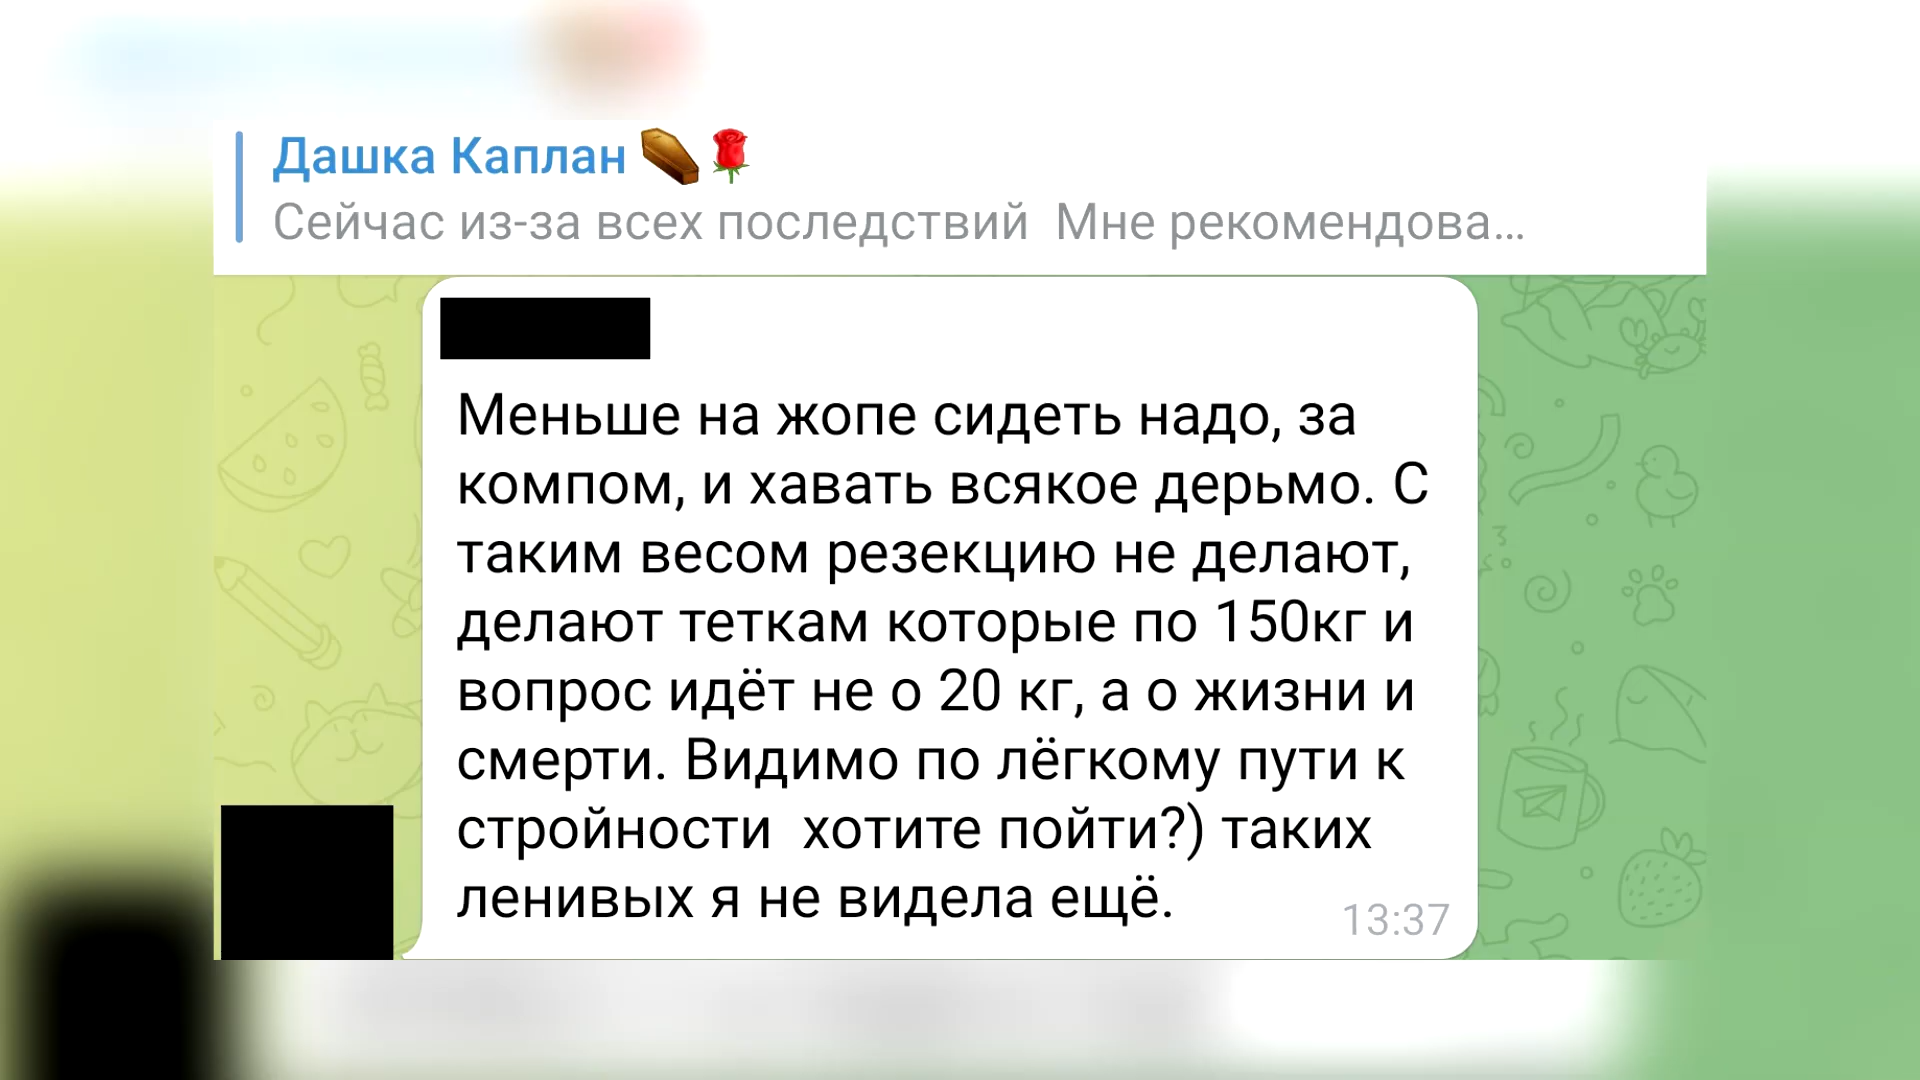 Дашка Каплан ⚰️🌹
Сейчас из-за всех последствий  Мне рекомендова...
Меньше на жопе сидеть надо, за
компом, и хавать всякое дерьмо. С
таким весом резекцию не делают,
делают теткам которые по 150кг и
вопрос идёт не о 20 кг, а о жизни и
смерти. Видимо по лёгкому пути к
стройности  хотите пойти?) таких
ленивых я не видела ещё.
13:37